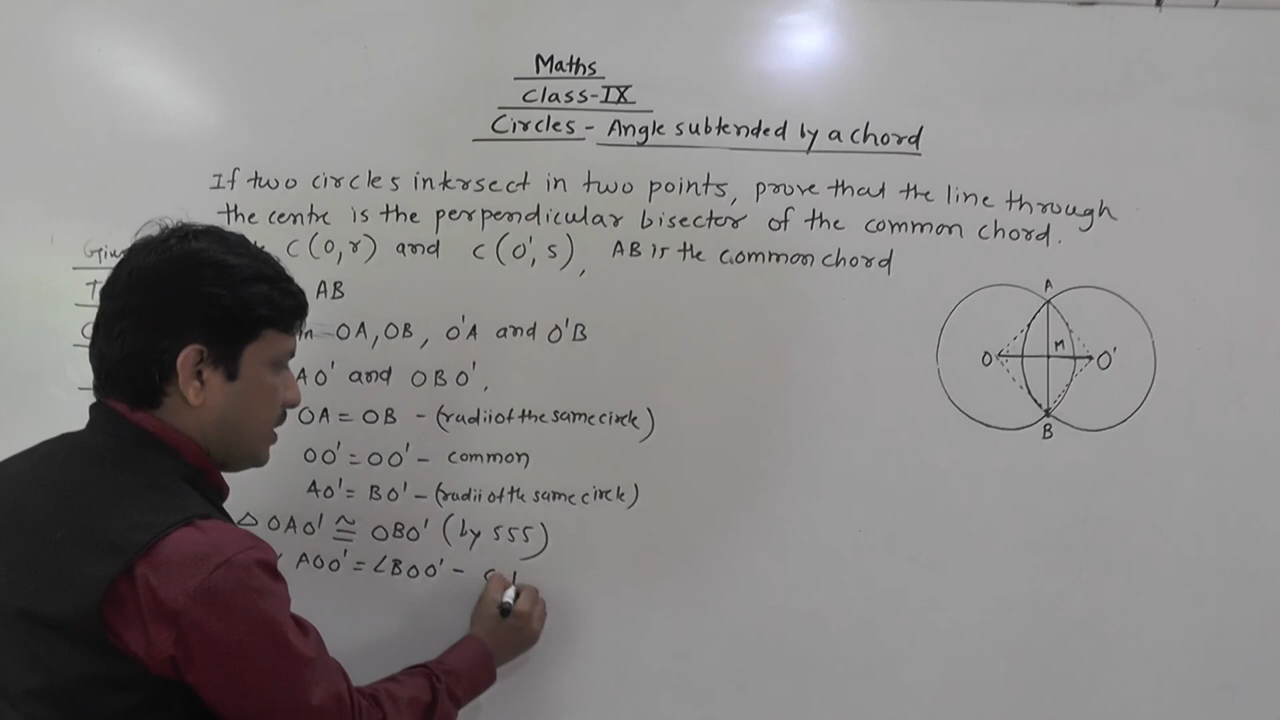 Maths
Class-IX
Circles - Angle subtended by a chord
If two circles intersect in two points, prove that the line through
the centre is the perpendicular bisector of the common chord.
C(O,r) and C(O',s), AB is the common chord
AB
OA, OB, O'A and O'B
AO' and OBO',
OA = OB - (radii of the same circle)
OO' = OO' - common
AO' = BO' - (radii of the same circle)
△OAO' ≅ OBO' (by SSS)
AOO' = ∠BOO' -
A
O
M
O'
B